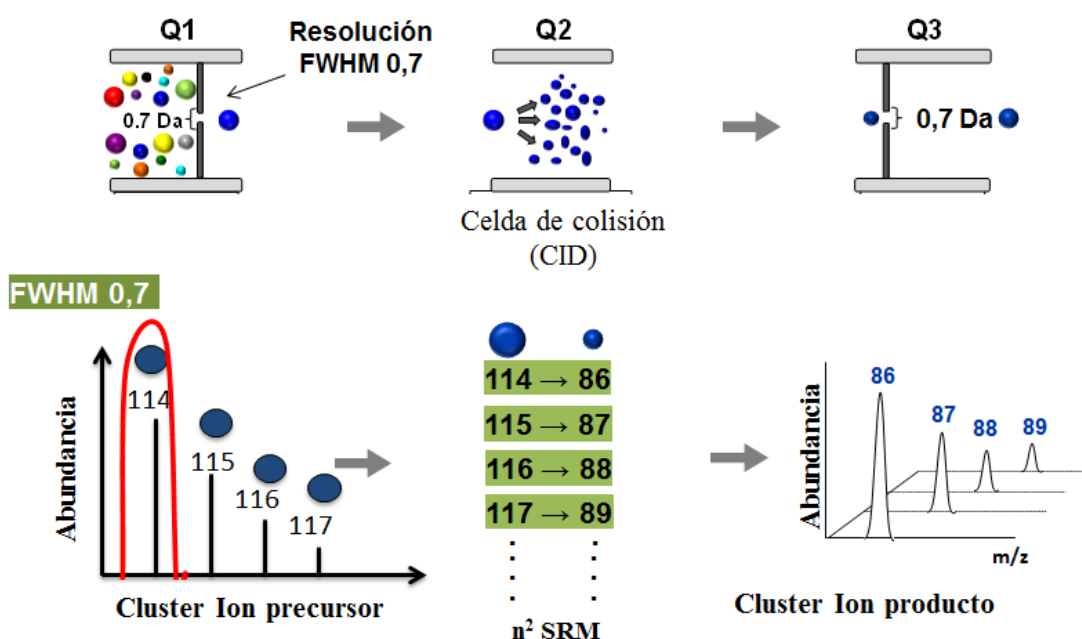 Q1
Resolución
FWHM 0,7
0.7 Da
Q2
Celda de colisión
(CID)
Q3
0,7 Da
FWHM 0,7
Abundancia
114
115
116
117
Cluster Ion precursor
114 → 86
115 → 87
116 → 88
117 → 89
n² SRM
Abundancia
86
87
88
89
m/z
Cluster Ion producto